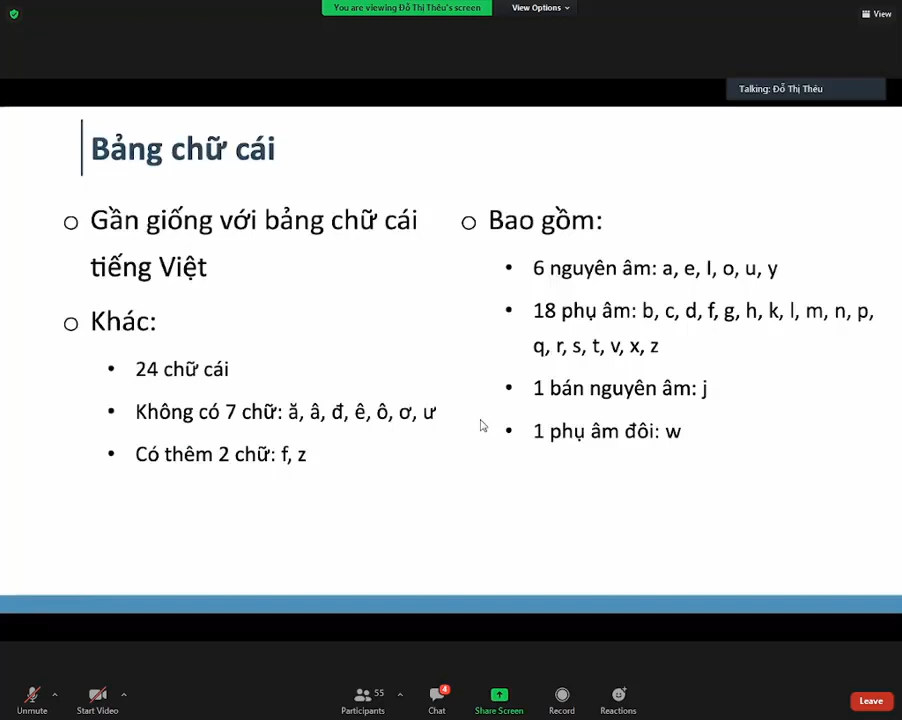 You are viewing Đỗ Thị Thêu's screen
View Options
View
Talking: Đỗ Thị Thêu
Bảng chữ cái
Gần giống với bảng chữ cái
tiếng Việt
Khác:
24 chữ cái
Không có 7 chữ: ă, â, đ, ê, ô, ơ, ư
Có thêm 2 chữ: f, z
Bao gồm:
6 nguyên âm: a, e, I, o, u, y
18 phụ âm: b, c, d, f, g, h, k, l, m, n, p,
q, r, s, t, v, x, z
1 bán nguyên âm: j
1 phụ âm đôi: w
Unmute
Start Video
55
Participants
4
Chat
Share Screen
Record
Reactions
Leave